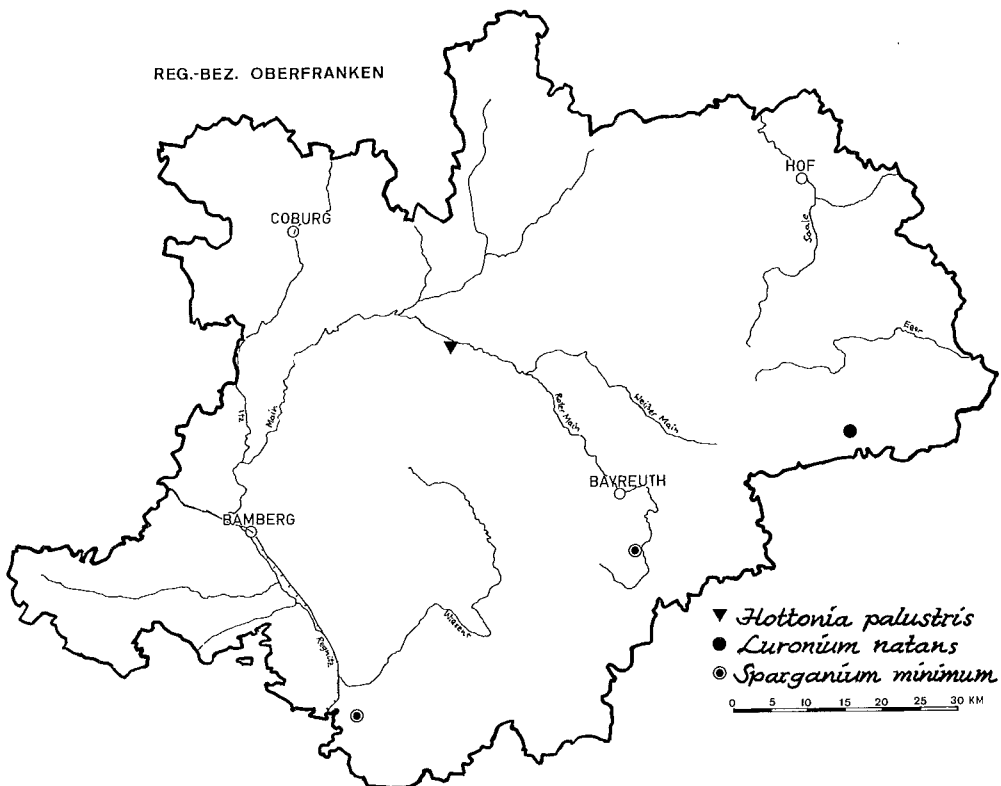 REG.-BEZ. OBERFRANKEN
HOF
COBURG
Saale
Eger
Itz
Main
Roter Main
Weißer Main
BAYREUTH
BAMBERG
Wiesent
Regnitz
Hottonia palustris
Luronium natans
Sparganium minimum
0 5 10 15 20 25 30 KM